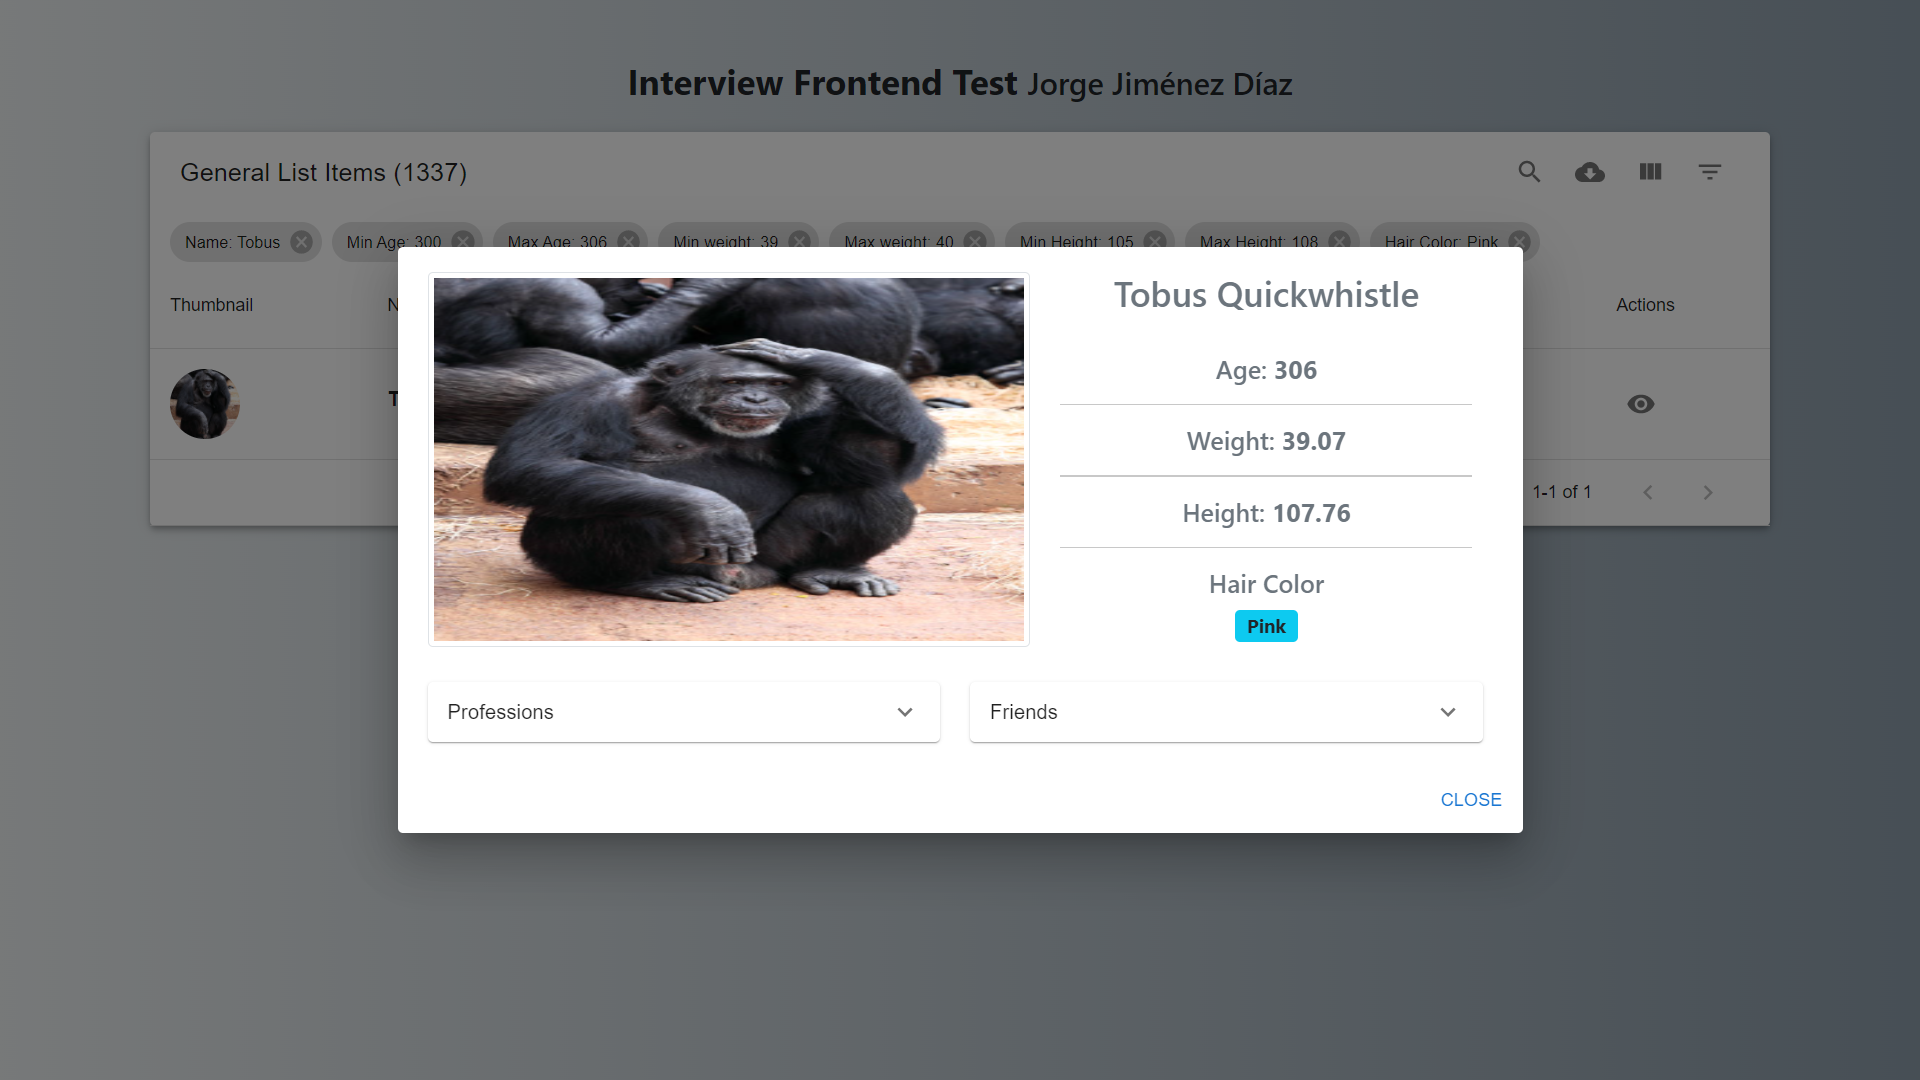 Interview Frontend Test Jorge Jiménez Díaz
General List Items (1337)
Name: Tobus Min Age: 300 Max Age: 306 Min weight: 39 Max weight: 40 Min Height: 105 Max Height: 108 Hair Color: Pink
Thumbnail N Actions
T
1-1 of 1
Tobus Quickwhistle
Age: 306
Weight: 39.07
Height: 107.76
Hair Color
Pink
Professions
Friends
CLOSE